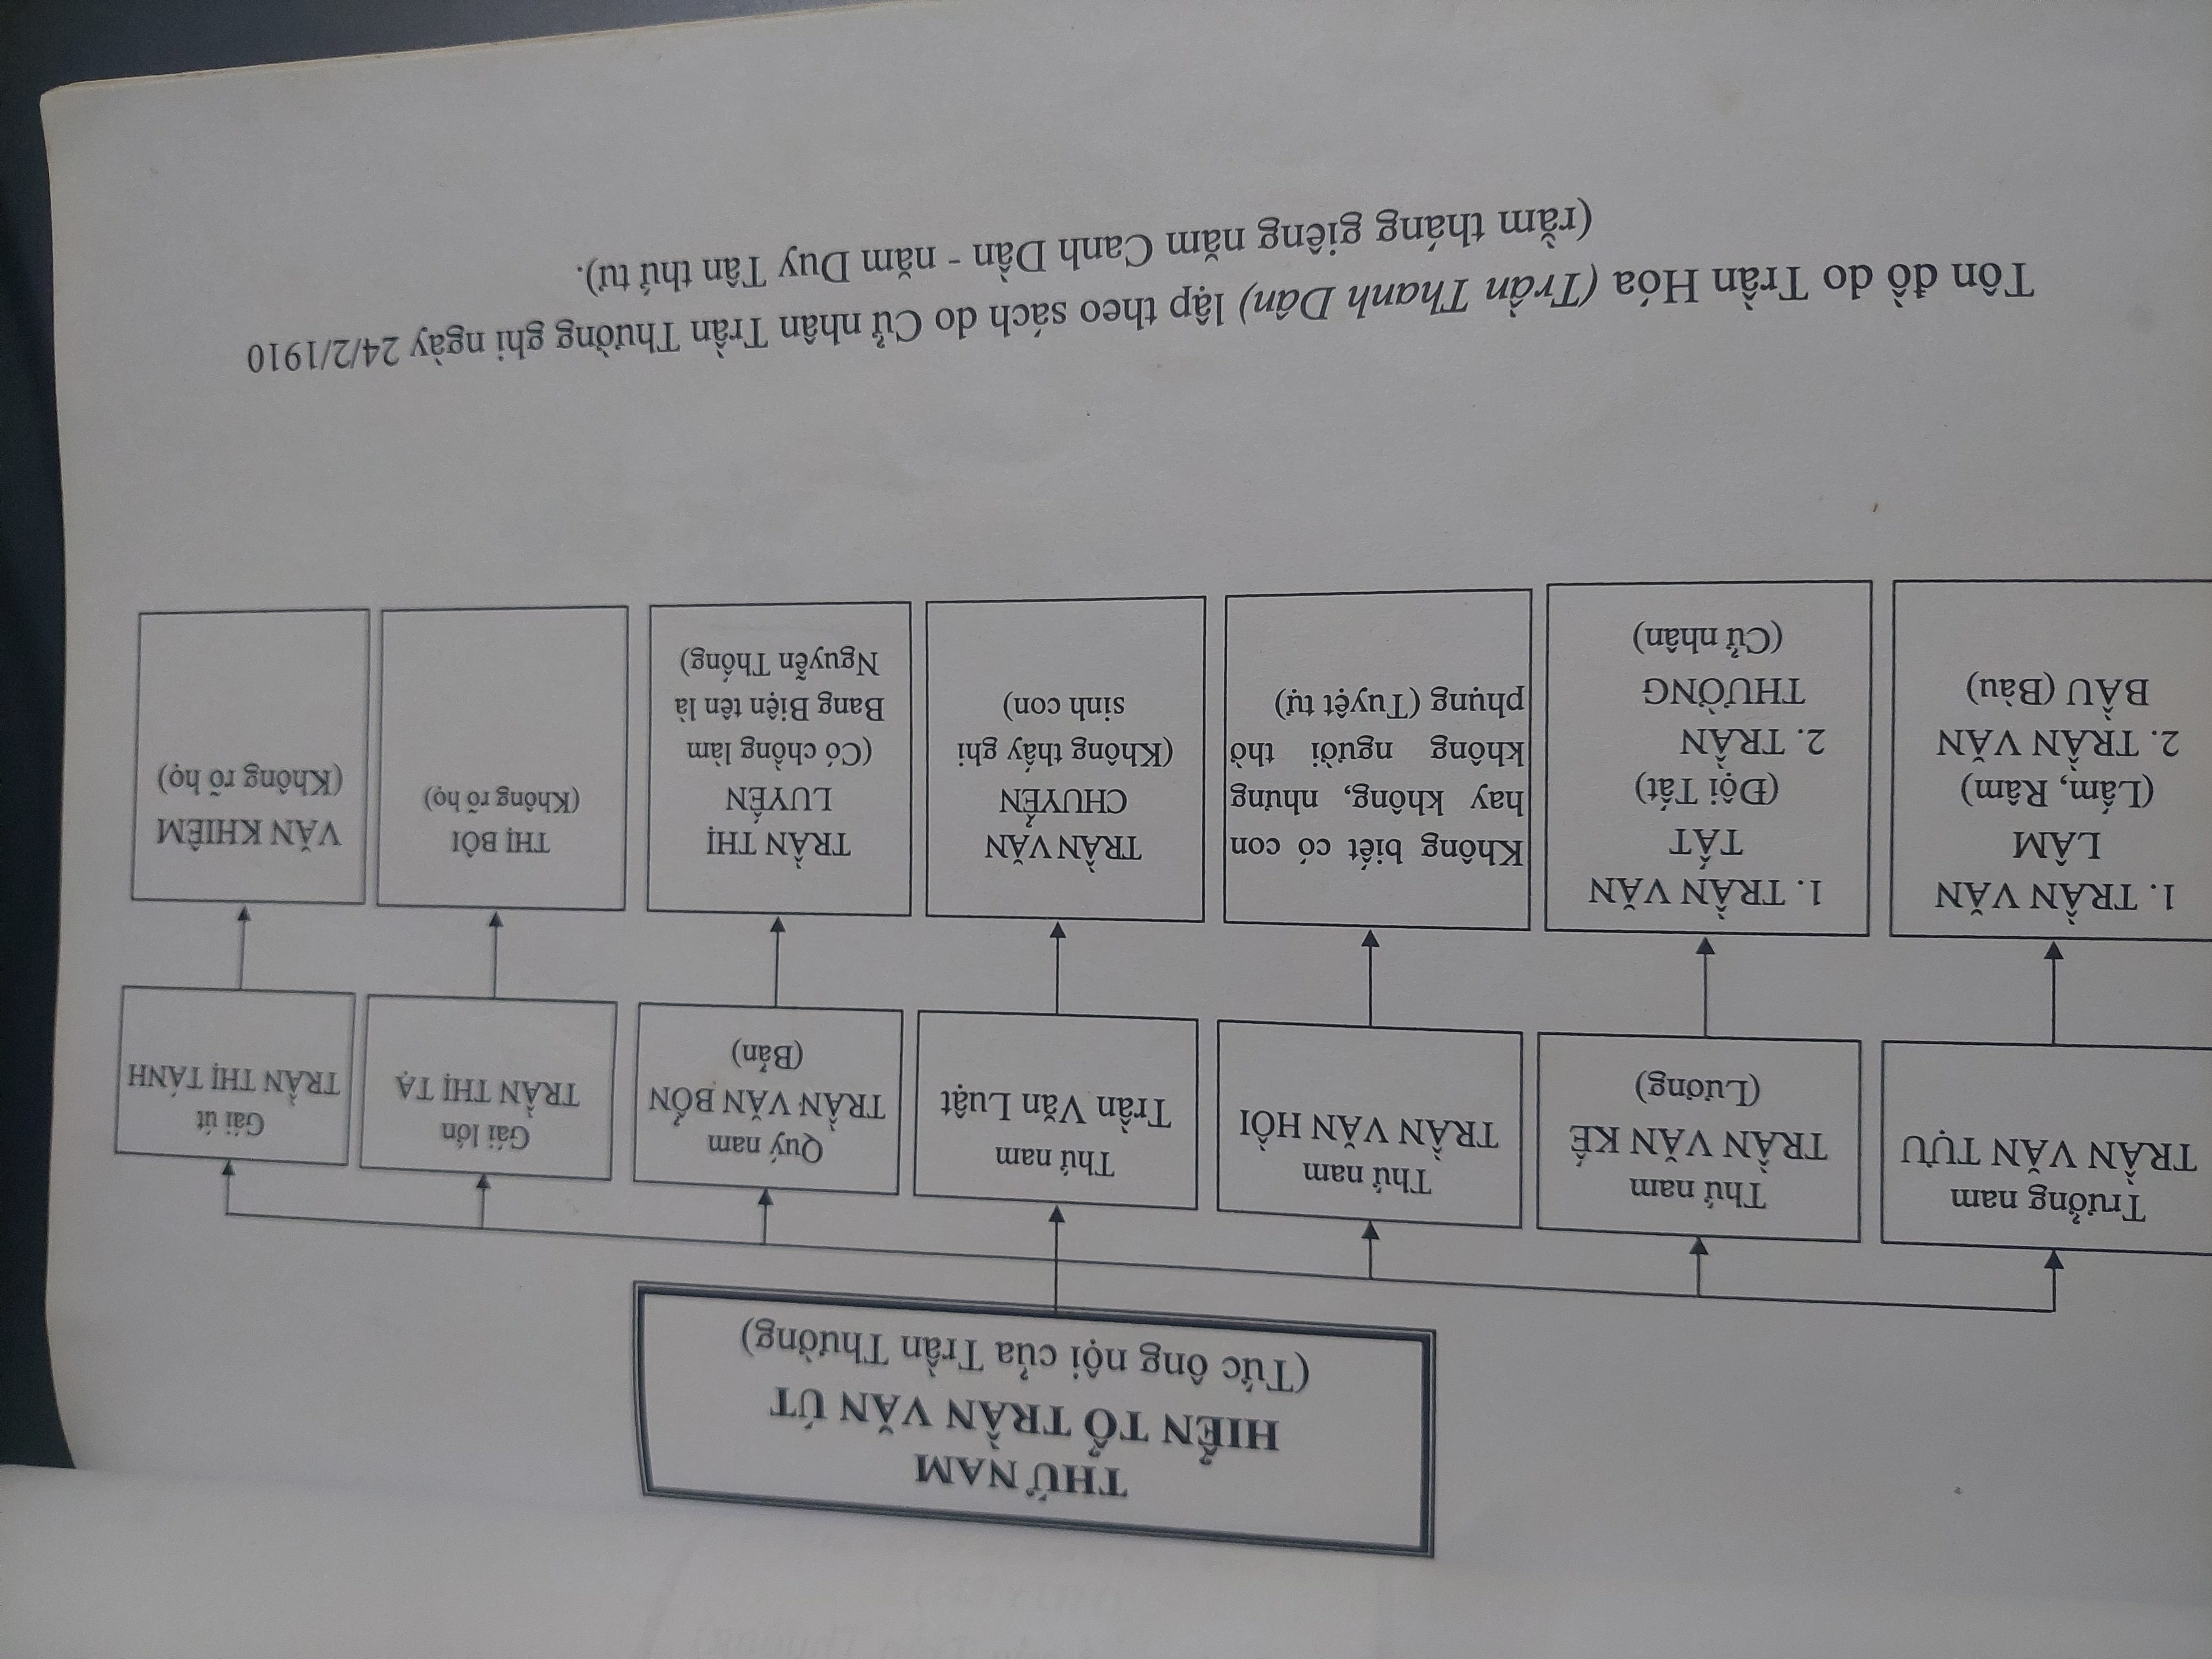 THỨ NAM
HIỂN TỔ TRẦN VĂN ÚT
(Tức ông nội của Trần Thường)
Trưởng nam
TRẦN VĂN TỰU
Thứ nam
TRẦN VĂN KẾ
(Lương)
Thứ nam
TRẦN VĂN HỒI
Thứ nam
Trần Văn Luật
Quý nam
TRẦN VĂN BỔN
(Bản)
Gái lớn
TRẦN THỊ TẠ
Gái út
TRẦN THỊ TÁNH
1. TRẦN VĂN
LÂM
(Lấm, Râm)
2. TRẦN VĂN
BẦU (Bàu)
1. TRẦN VĂN
TẤT
(Đội Tất)
2. TRẦN
THƯỜNG
(Cử nhân)
Không biết có con
hay không, nhưng
không người thờ
phụng (Tuyệt tự)
TRẦN VĂN
CHUYỂN
(Không thấy ghi
sinh con)
TRẦN THỊ
LUYẾN
(Có chồng làm
Bang Biện tên là
Nguyễn Thống)
THỊ BÔI
(Không rõ họ)
VĂN KHIÊM
(Không rõ họ)
Tôn đồ do Trần Hóa (Trần Thanh Dân) lập theo sách do Cử nhân Trần Thường ghi ngày 24/2/1910
(rằm tháng giêng năm Canh Dần - năm Duy Tân thứ tư).